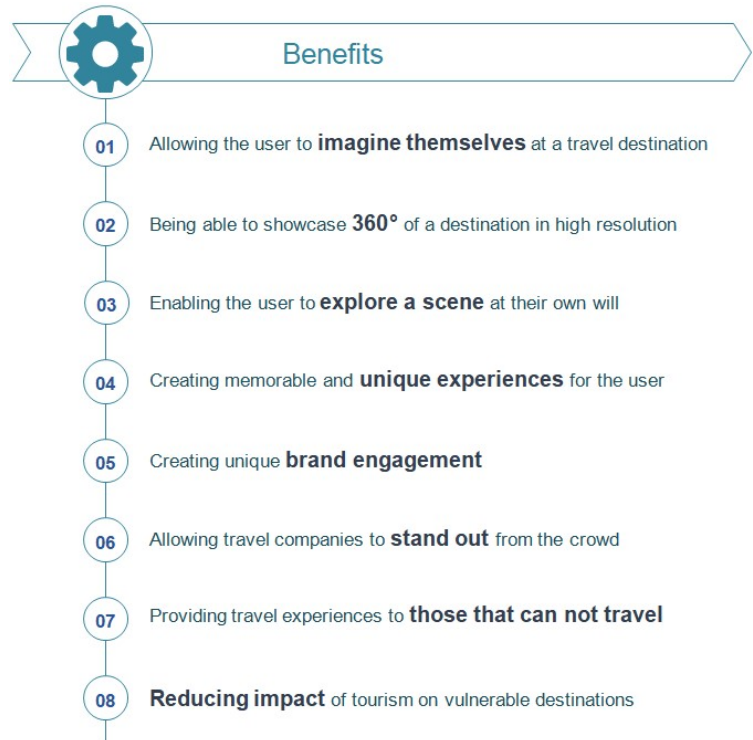 Benefits
01 Allowing the user to imagine themselves at a travel destination
02 Being able to showcase 360° of a destination in high resolution
03 Enabling the user to explore a scene at their own will
04 Creating memorable and unique experiences for the user
05 Creating unique brand engagement
06 Allowing travel companies to stand out from the crowd
07 Providing travel experiences to those that can not travel
08 Reducing impact of tourism on vulnerable destinations